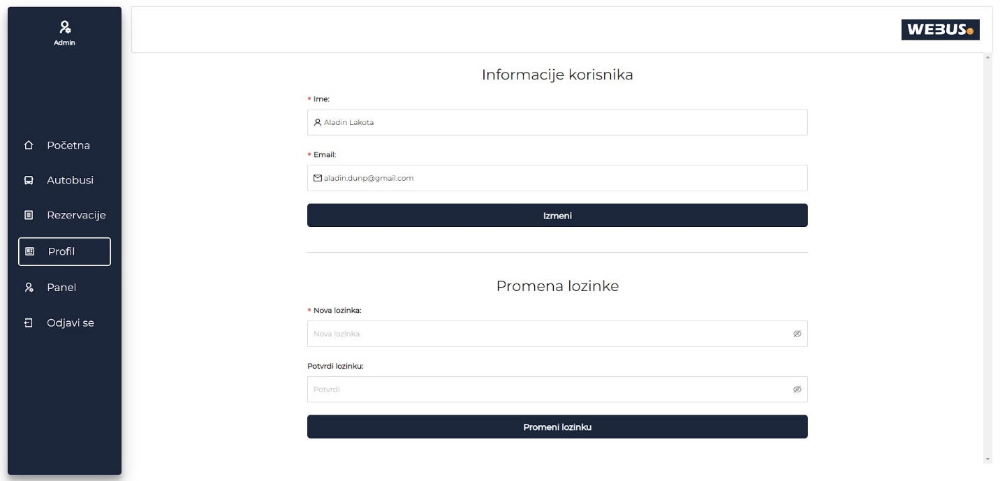 Admin
WEBUS
Početna
Autobusi
Rezervacije
Profil
Panel
Odjavi se
Informacije korisnika
* Ime:
Aladin Lakota
* Email:
aladin.dunp@gmail.com
Izmeni
Promena lozinke
* Nova lozinka:
Nova lozinka
Potvrdi lozinku:
Potvrdi
Promeni lozinku